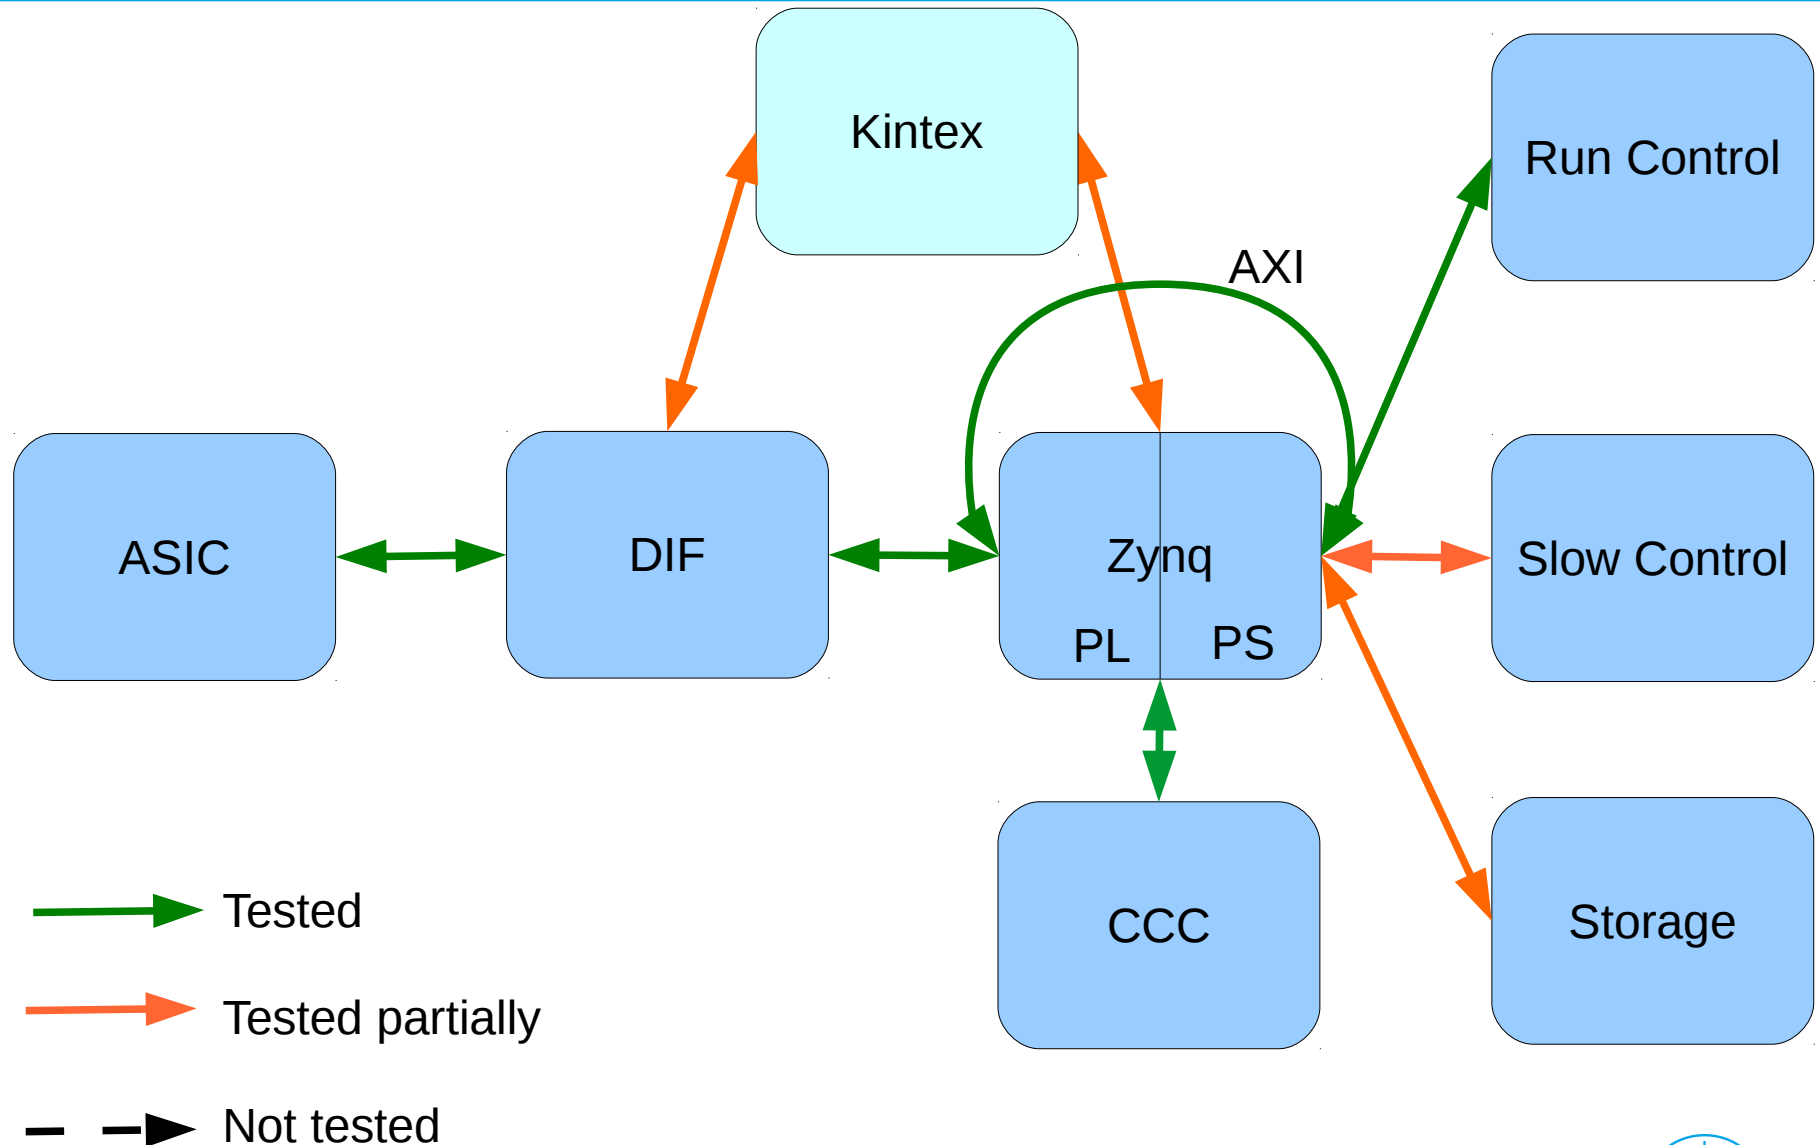 Kintex
Run Control
AXI
ASIC
DIF
Zynq
PL
PS
Slow Control
CCC
Storage
Tested
Tested partially
Not tested